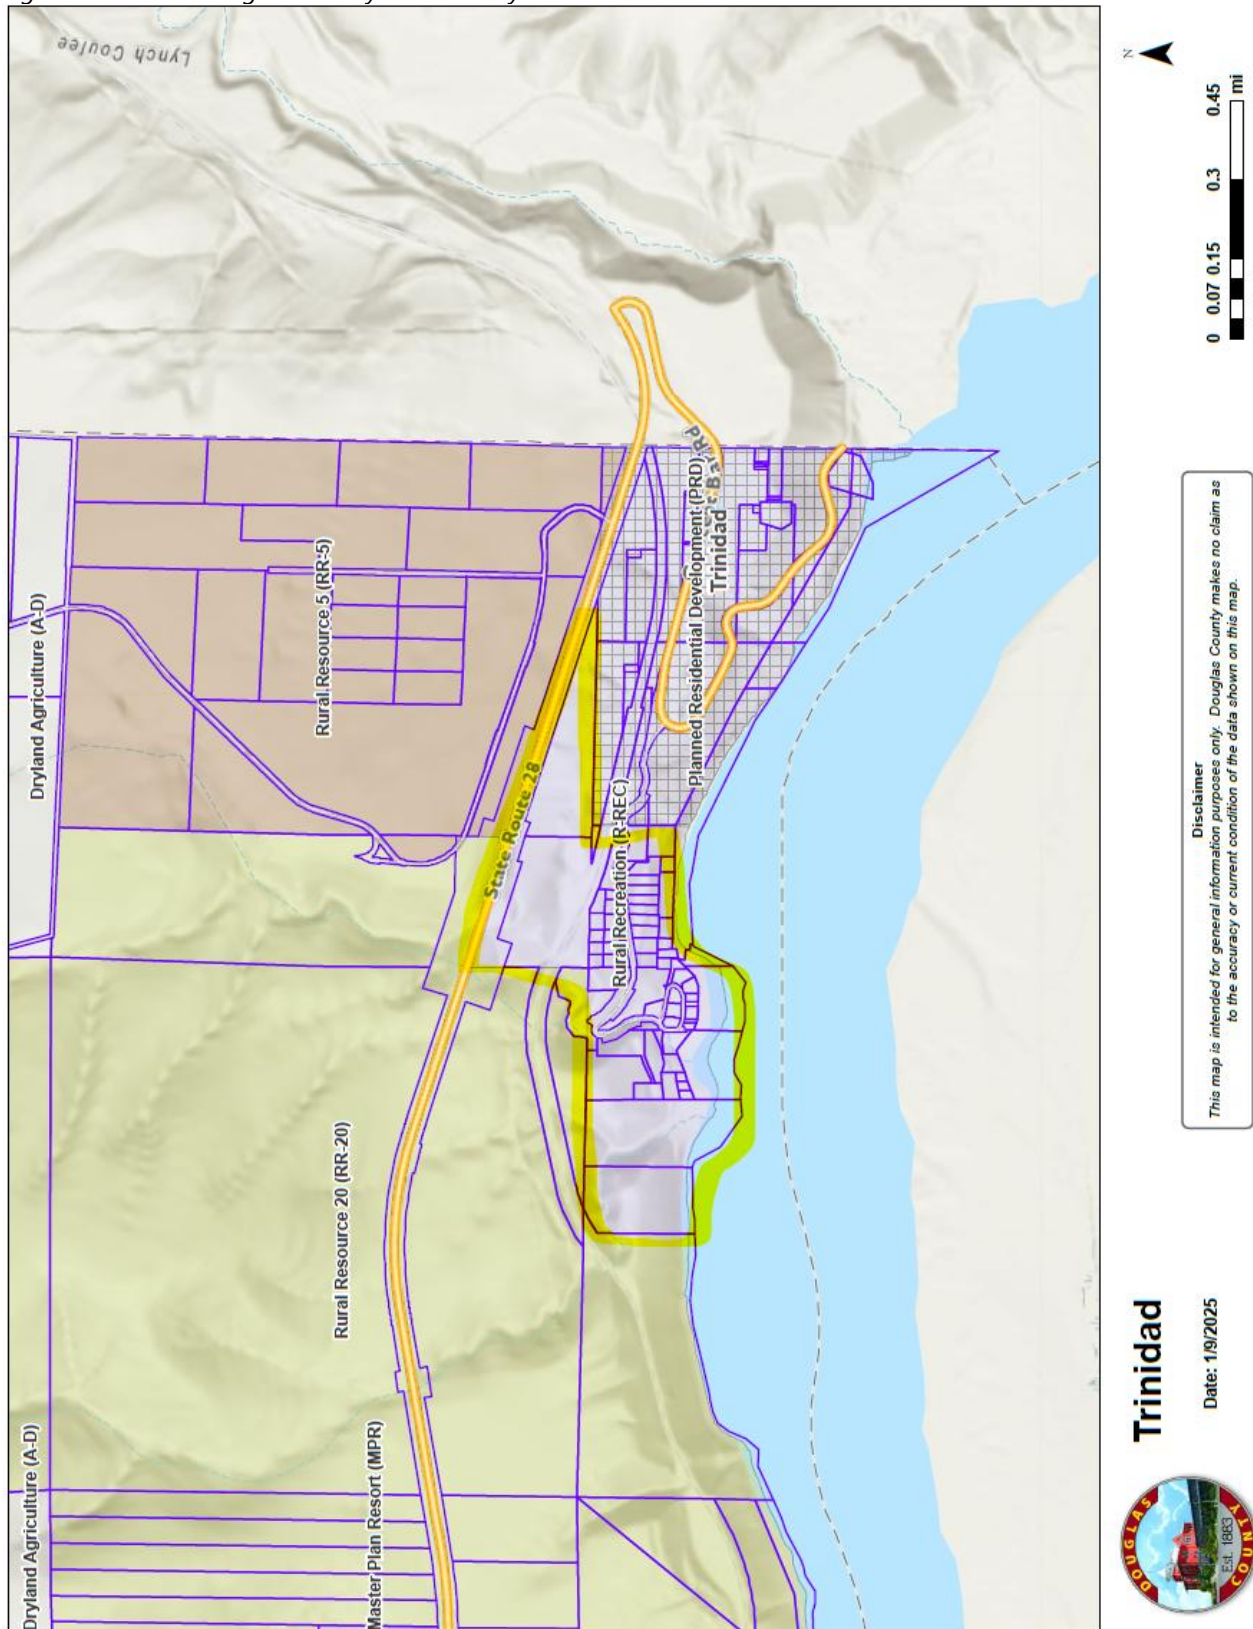 Lynch Coulee
Dryland Agriculture (A-D)
Rural Resource 5 (RR-5)
State Route 28
Planned Residential Development (PRD)
Trinidad
Rural Recreation (R-REC)
Rural Resource 20 (RR-20)
Dryland Agriculture (A-D)
Master Plan Resort (MPR)
N
0 0.07 0.15 0.3 0.45
mi
Disclaimer
This map is intended for general information purposes only. Douglas County makes no claim as
to the accuracy or current condition of the data shown on this map.
Trinidad
Date: 1/9/2025
DOUGLAS
COUNTY
Est. 1883